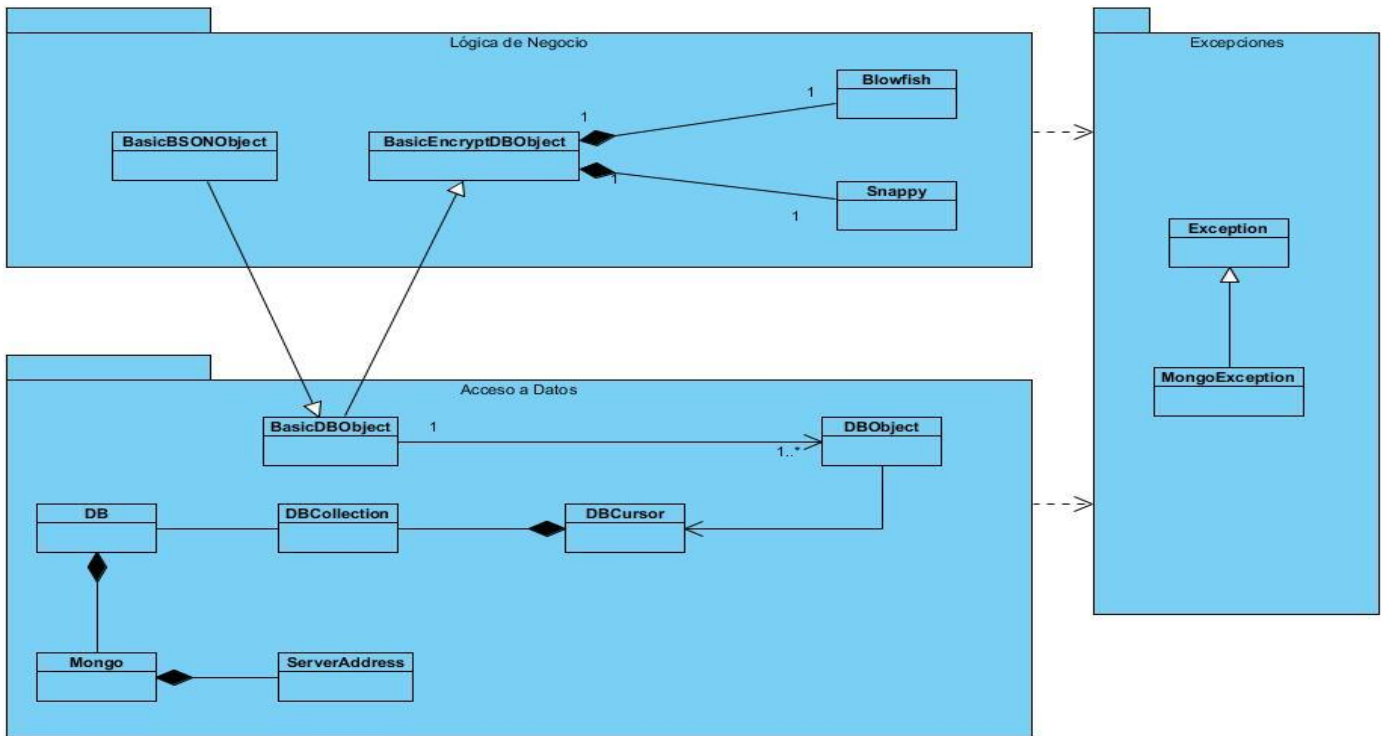 Lógica de Negocio
Excepciones
Blowfish
1
1
BasicBSONObject
BasicEncryptDBObject
1
Snappy
1
Exception
MongoException
Acceso a Datos
BasicDBObject
1
1..*
DBObject
DB
DBCollection
DBCursor
Mongo
ServerAddress